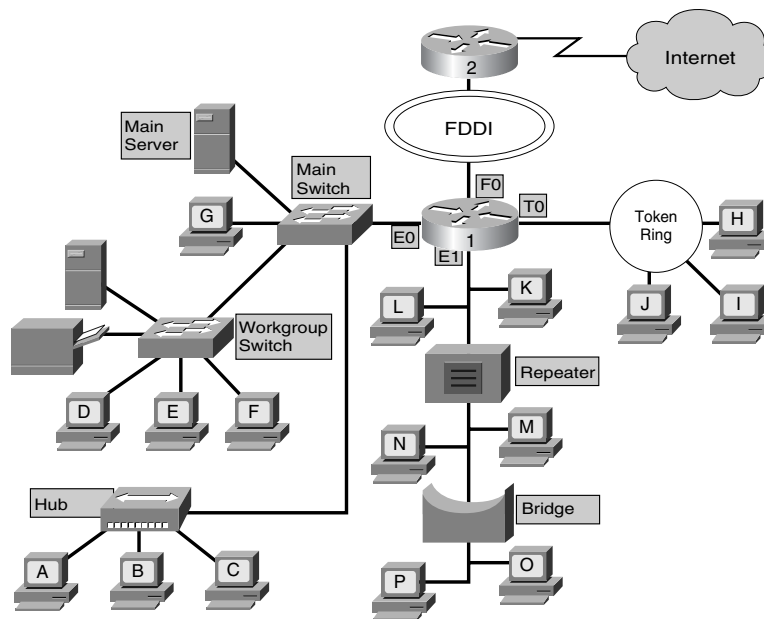 2
Internet
FDDI
Main
Server
Main
Switch
G
F0
T0
E0
1
E1
Token
Ring
H
J
I
K
L
Workgroup
Switch
Repeater
D
E
F
N
M
Hub
Bridge
A
B
C
P
O